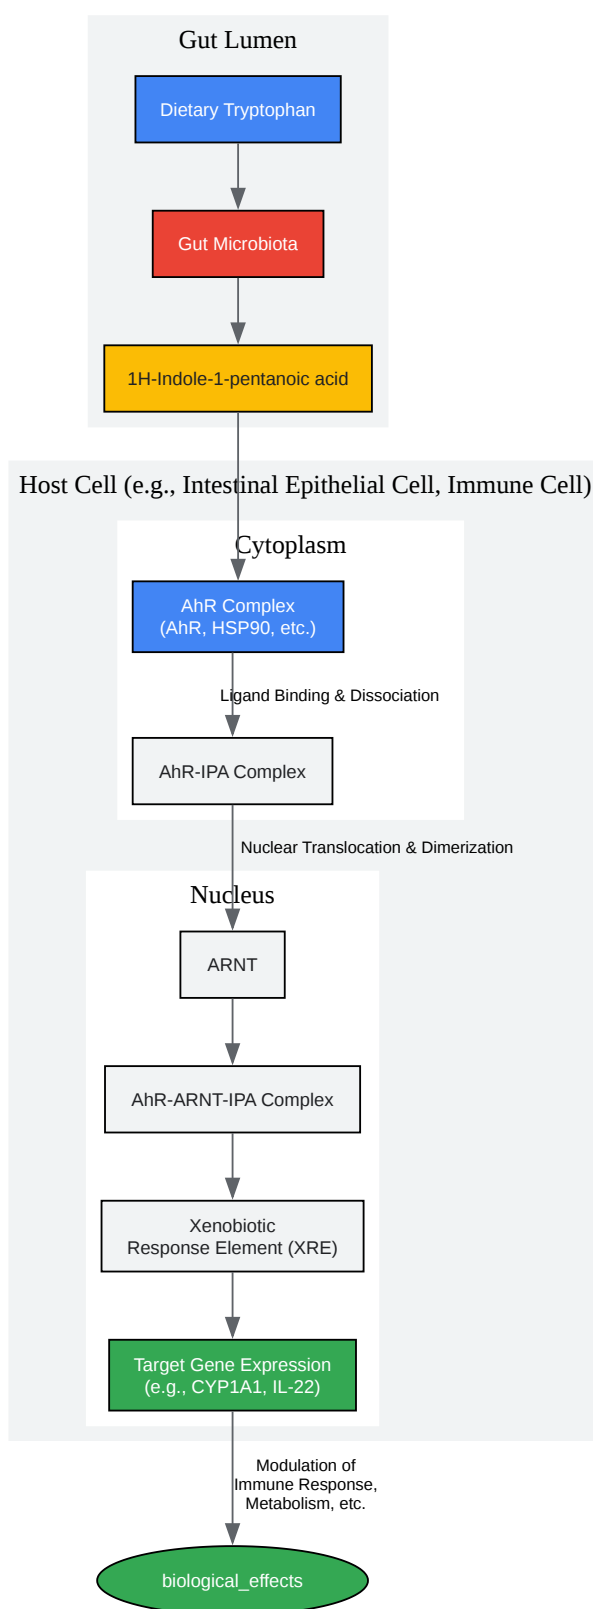 Gut Lumen
Dietary Tryptophan
Gut Microbiota
1H-Indole-1-pentanoic acid
Host Cell (e.g., Intestinal Epithelial Cell, Immune Cell)
Cytoplasm
AhR Complex
(AhR, HSP90, etc.)
Ligand Binding & Dissociation
AhR-IPA Complex
Nuclear Translocation & Dimerization
Nucleus
ARNT
AhR-ARNT-IPA Complex
Xenobiotic
Response Element (XRE)
Target Gene Expression
(e.g., CYP1A1, IL-22)
Modulation of
Immune Response,
Metabolism, etc.
biological_effects